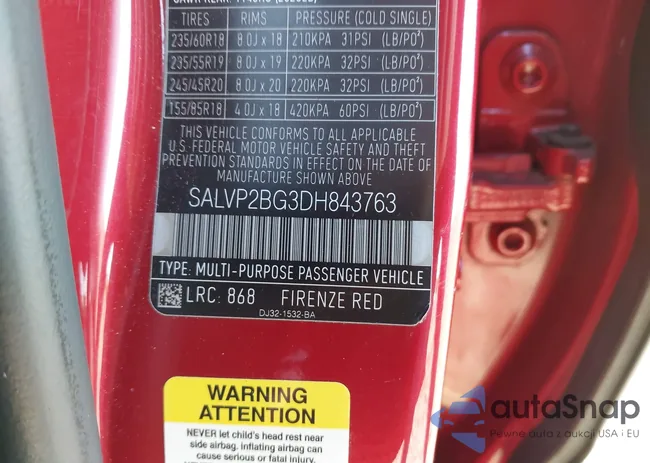 TIRES RIMS PRESSURE (COLD SINGLE)
235/60R18 8.0J x 18 210KPA 31PSI (LB/PO²)
235/55R19 8.0J x 19 220KPA 32PSI (LB/PO²)
245/45R20 8.0J x 20 220KPA 32PSI (LB/PO²)
155/85R18 4.0J x 18 420KPA 60PSI (LB/PO²)
THIS VEHICLE CONFORMS TO ALL APPLICABLE
U.S. FEDERAL MOTOR VEHICLE SAFETY AND THEFT
PREVENTION STANDARDS IN EFFECT ON THE DATE OF
MANUFACTURE SHOWN ABOVE
SALVP2BG3DH843763
TYPE: MULTI-PURPOSE PASSENGER VEHICLE
LRC: 868 FIRENZE RED
DJ32-1532-BA
WARNING
ATTENTION
NEVER let child's head rest near
side airbag. inflating airbag can
cause serious or fatal injury.
autaSnap
Pewne auta z aukcji USA i EU